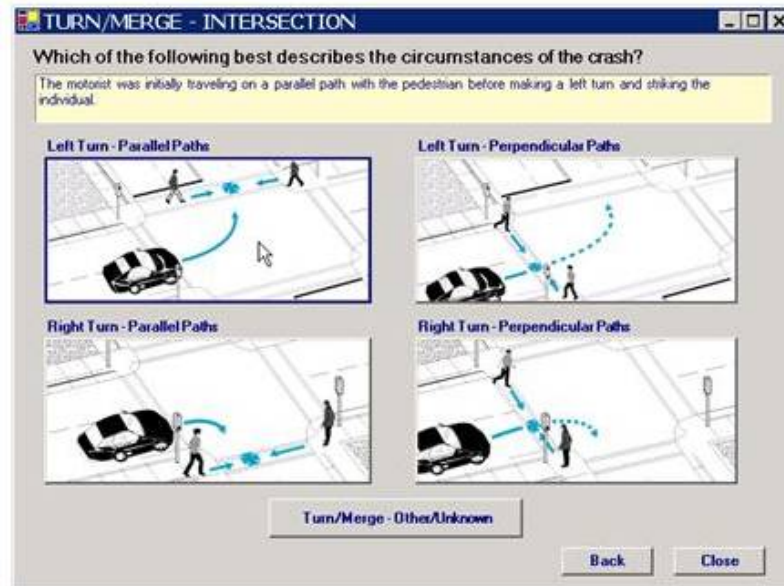 TURN/MERGE - INTERSECTION
Which of the following best describes the circumstances of the crash?
The motorist was initially traveling on a parallel path with the pedestrian before making a left turn and striking the
individual.
Left Turn - Parallel Paths
Left Turn - Perpendicular Paths
Right Turn - Parallel Paths
Right Turn - Perpendicular Paths
Turn/Merge - Other/Unknown
Back
Close